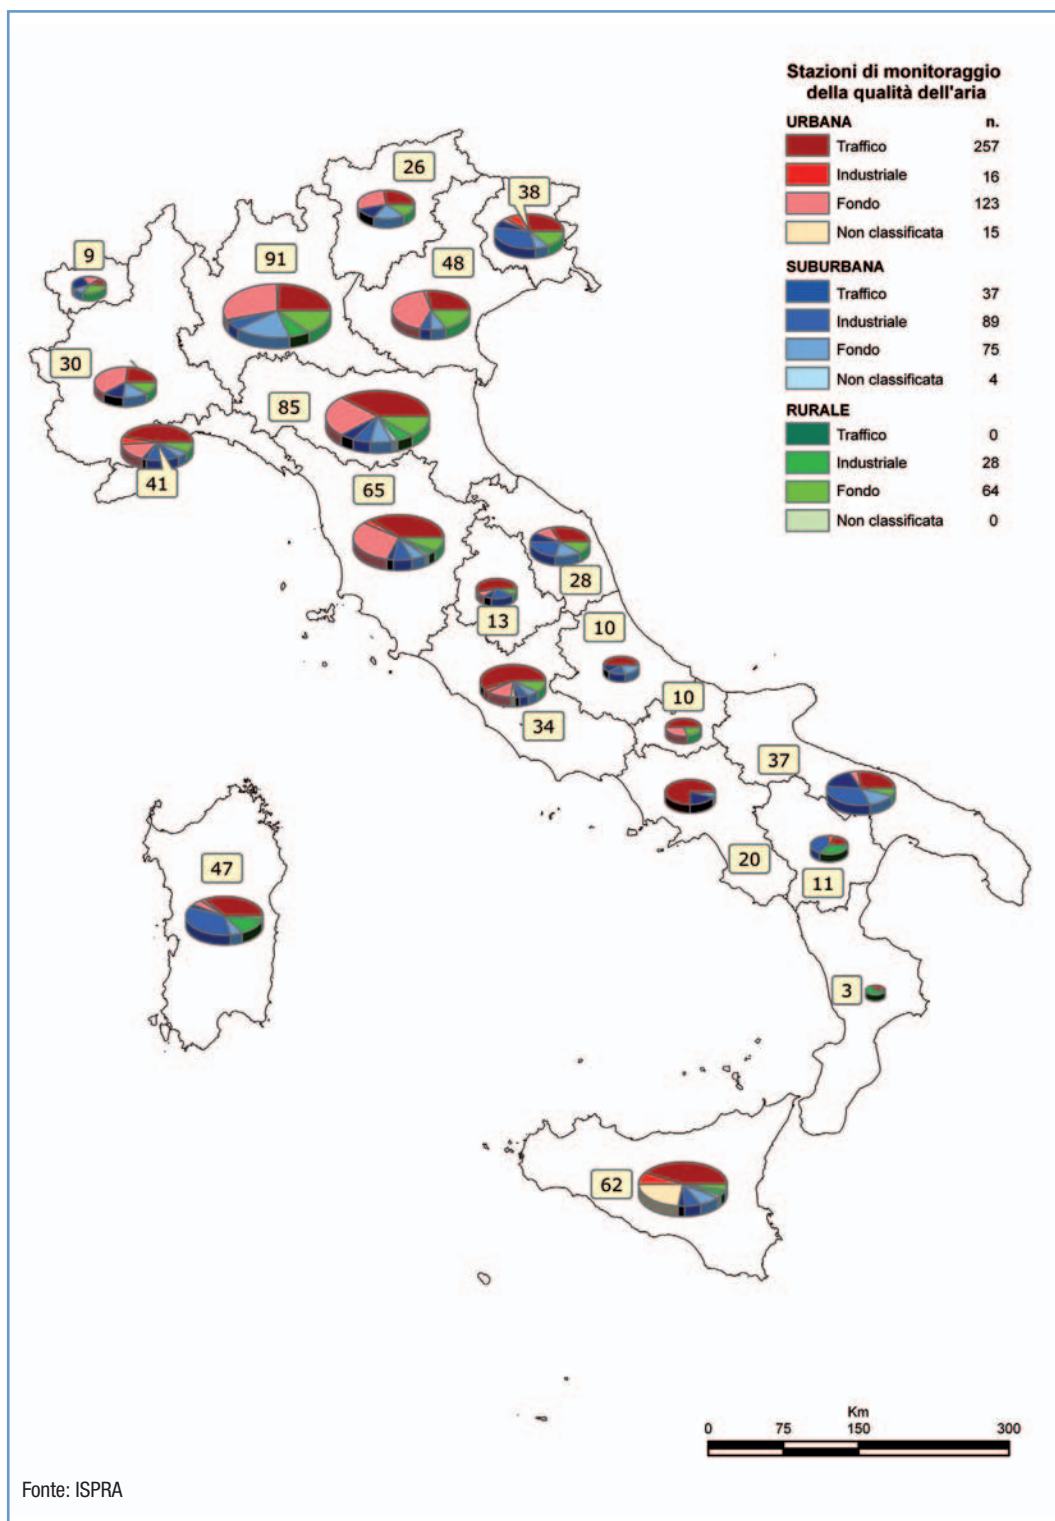 Stazioni di monitoraggio
della qualità dell'aria
URBANA n.
Traffico 257
Industriale 16
Fondo 123
Non classificata 15
SUBURBANA
Traffico 37
Industriale 89
Fondo 75
Non classificata 4
RURALE
Traffico 0
Industriale 28
Fondo 64
Non classificata 0
26
38
9
91
48
30
85
41
65
28
13
10
10
34
37
20
11
47
3
62
Km
0 75 150 300
Fonte: ISPRA